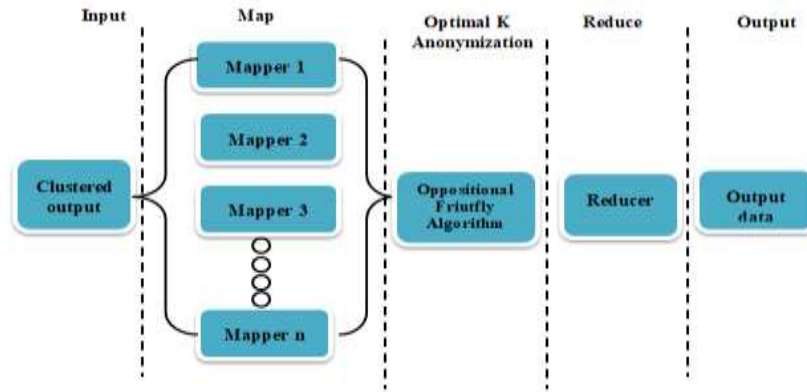 Input
Map
Optimal K
Anonymization
Reduce
Output
Mapper 1
Mapper 2
Clustered
output
Mapper 3
Oppositional
Friutfly
Algorithm
Reducer
Output
data
Mapper n